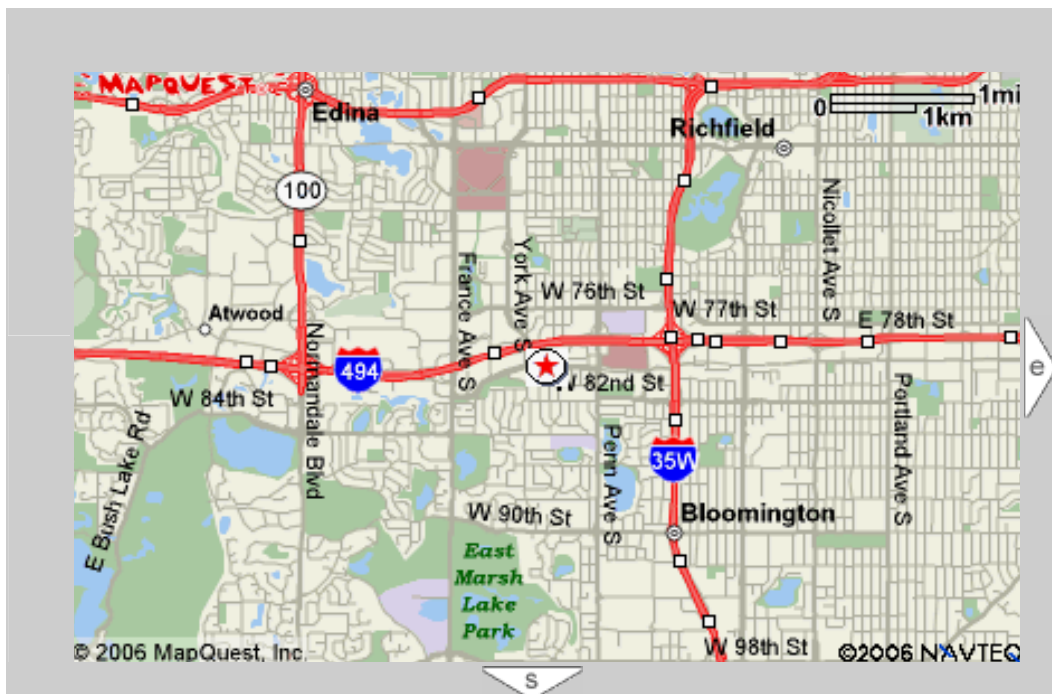 MAPQUEST
Edina
1mi
0
1km
Richfield
100
Nicollet Ave S
York Ave S
France Ave S
W 76th St
W 77th St
E 78th St
Atwood
Normandale Blvd
494
W 82nd St
W 84th St
e
Portland Ave S
E Bush Lake Rd
Penn Ave S
35W
W 90th St
Bloomington
East
Marsh
Lake
Park
W 98th St
© 2006 MapQuest, Inc.
©2006 NAVTEQ
s